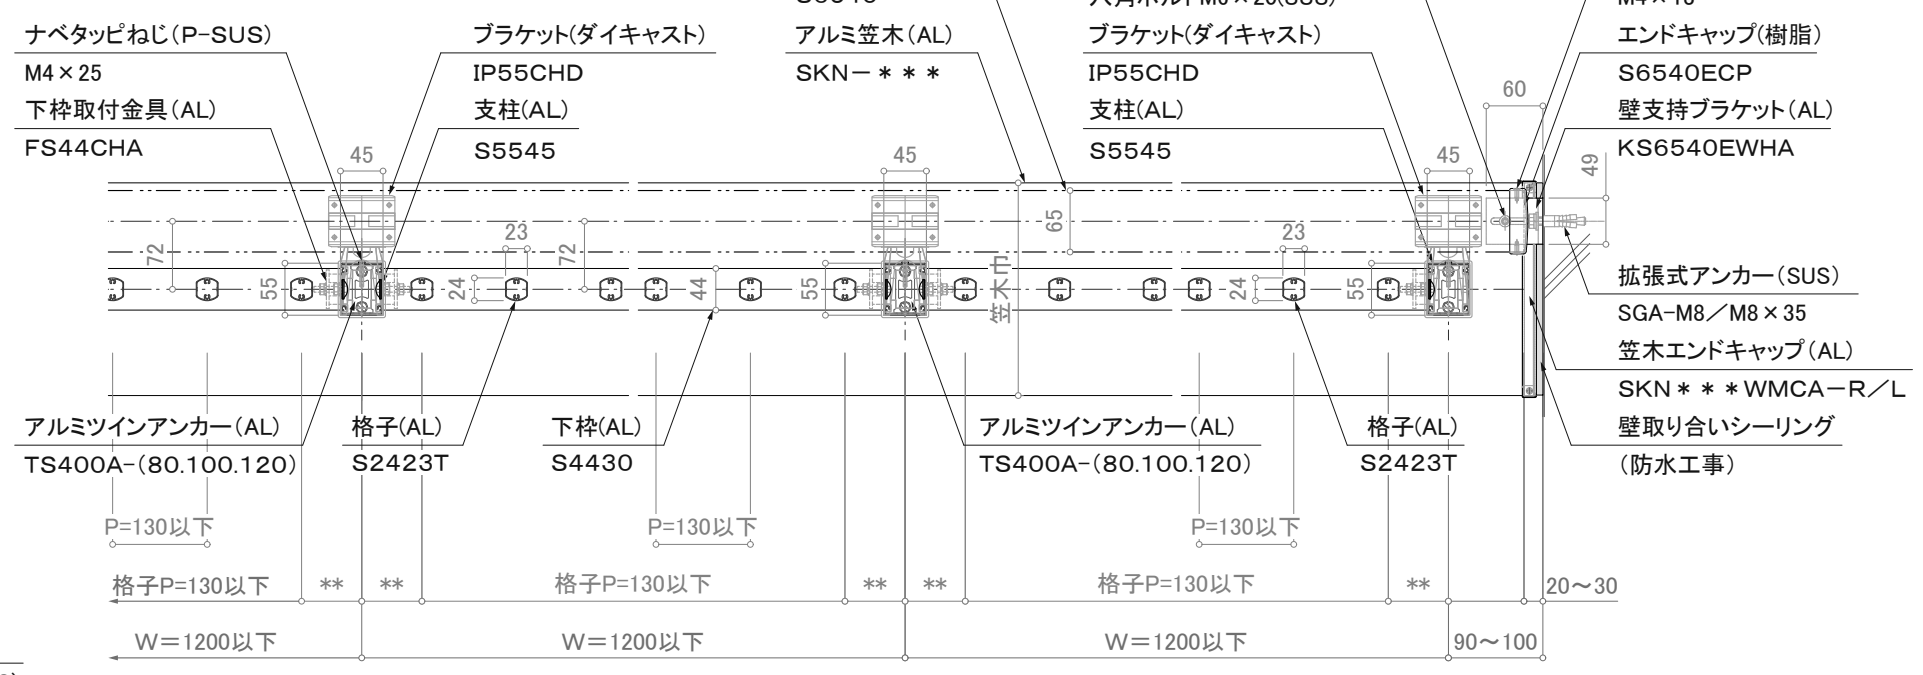 ナベタッピねじ(P-SUS)
M4×25
下枠取付金具(AL)
FS44CHA
ブラケット(ダイキャスト)
IP55CHD
支柱(AL)
S5545
アルミ笠木(AL)
SKN-***
ブラケット(ダイキャスト)
IP55CHD
支柱(AL)
S5545
エンドキャップ(樹脂)
S6540ECP
壁支持ブラケット(AL)
KS6540EWHA
60
49
45
45
45
72
55
23
24
72
44
55
65
笠木巾
23
24
55
拡張式アンカー(SUS)
SGA-M8/M8×35
笠木エンドキャップ(AL)
SKN***WMCA-R/L
壁取り合いシーリング
(防水工事)
アルミツインアンカー(AL)
TS400A-(80.100.120)
格子(AL)
S2423T
下枠(AL)
S4430
アルミツインアンカー(AL)
TS400A-(80.100.120)
格子(AL)
S2423T
P=130以下
P=130以下
P=130以下
格子P=130以下
**
**
格子P=130以下
**
**
格子P=130以下
**
20~30
W=1200以下
W=1200以下
W=1200以下
90~100